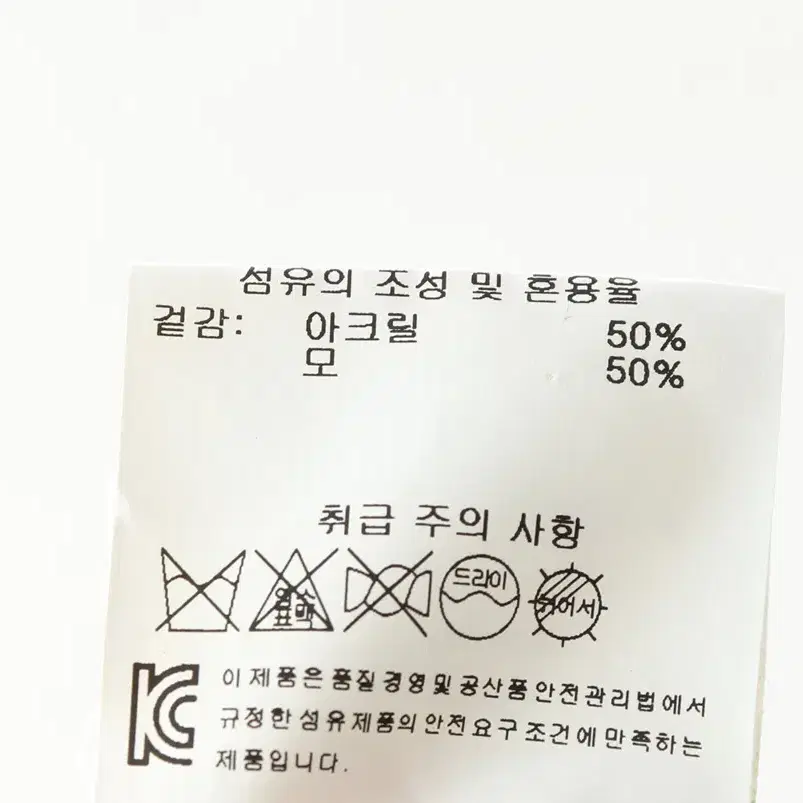 섬유의 조성 및 혼용율
겉감: 아크릴 50%
모 50%
취급 주의 사항
염소 표백 드라이 뉘어서
이 제품은 품질경영및공산품안전관리법에서
규정한 섬유제품의안전요구조건에만족하는
제품입니다.